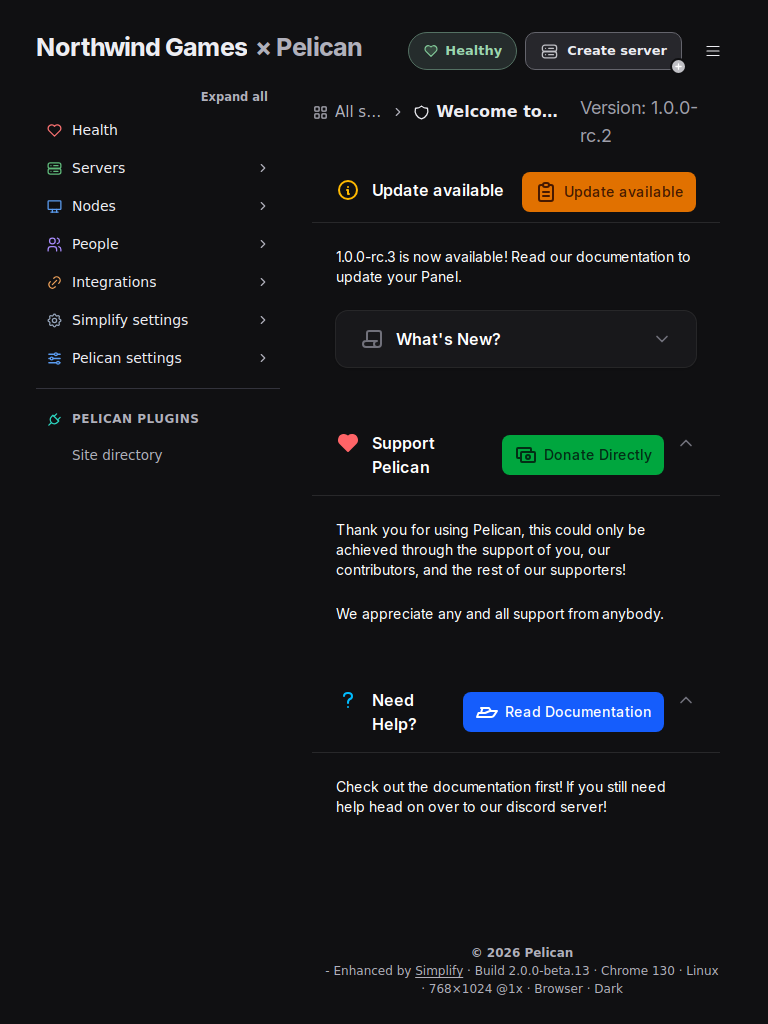 Northwind Games × Pelican
Healthy
Create server
Expand all
Health
Servers
Nodes
People
Integrations
Simplify settings
Pelican settings
PELICAN PLUGINS
Site directory
All s… › Welcome to…
Version: 1.0.0-
rc.2
Update available
Update available
1.0.0-rc.3 is now available! Read our documentation to
update your Panel.
What's New?
Support
Pelican
Donate Directly
Thank you for using Pelican, this could only be
achieved through the support of you, our
contributors, and the rest of our supporters!
We appreciate any and all support from anybody.
Need
Help?
Read Documentation
Check out the documentation first! If you still need
help head on over to our discord server!
© 2026 Pelican
- Enhanced by Simplify · Build 2.0.0-beta.13 · Chrome 130 · Linux
· 768×1024 @1x · Browser · Dark